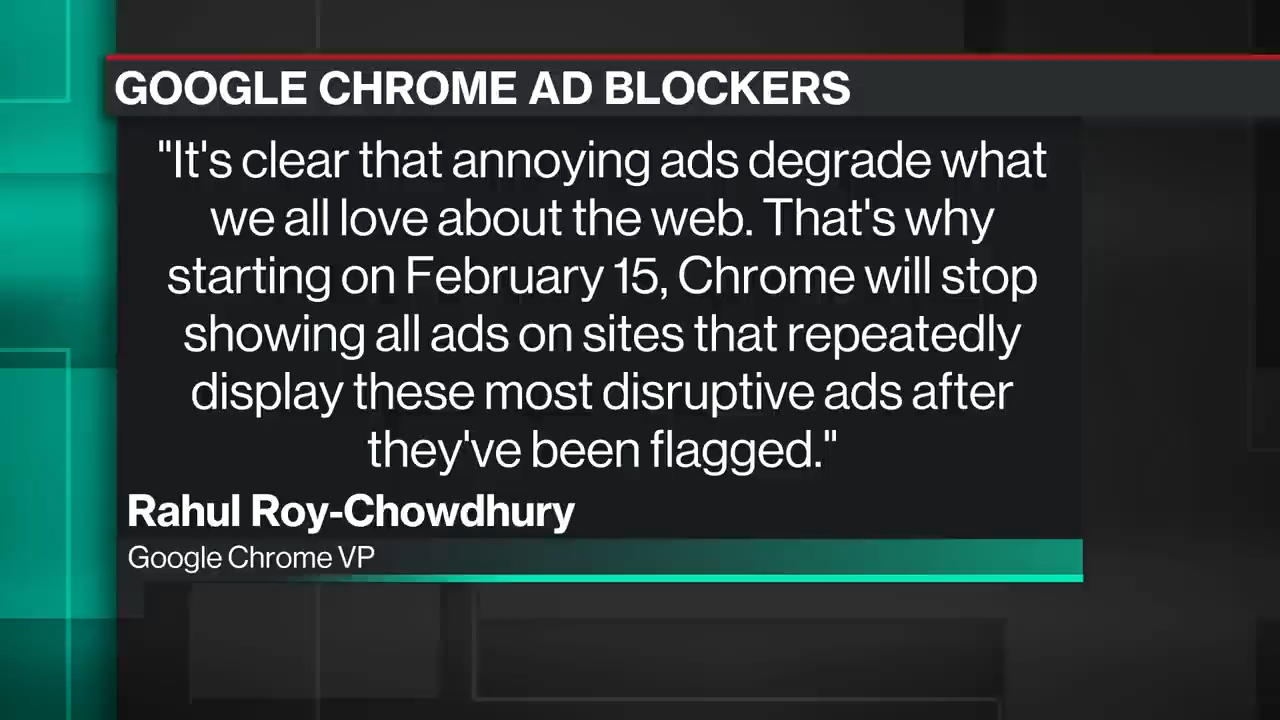 GOOGLE CHROME AD BLOCKERS
"It's clear that annoying ads degrade what
we all love about the web. That's why
starting on February 15, Chrome will stop
showing all ads on sites that repeatedly
display these most disruptive ads after
they've been flagged."
Rahul Roy-Chowdhury
Google Chrome VP